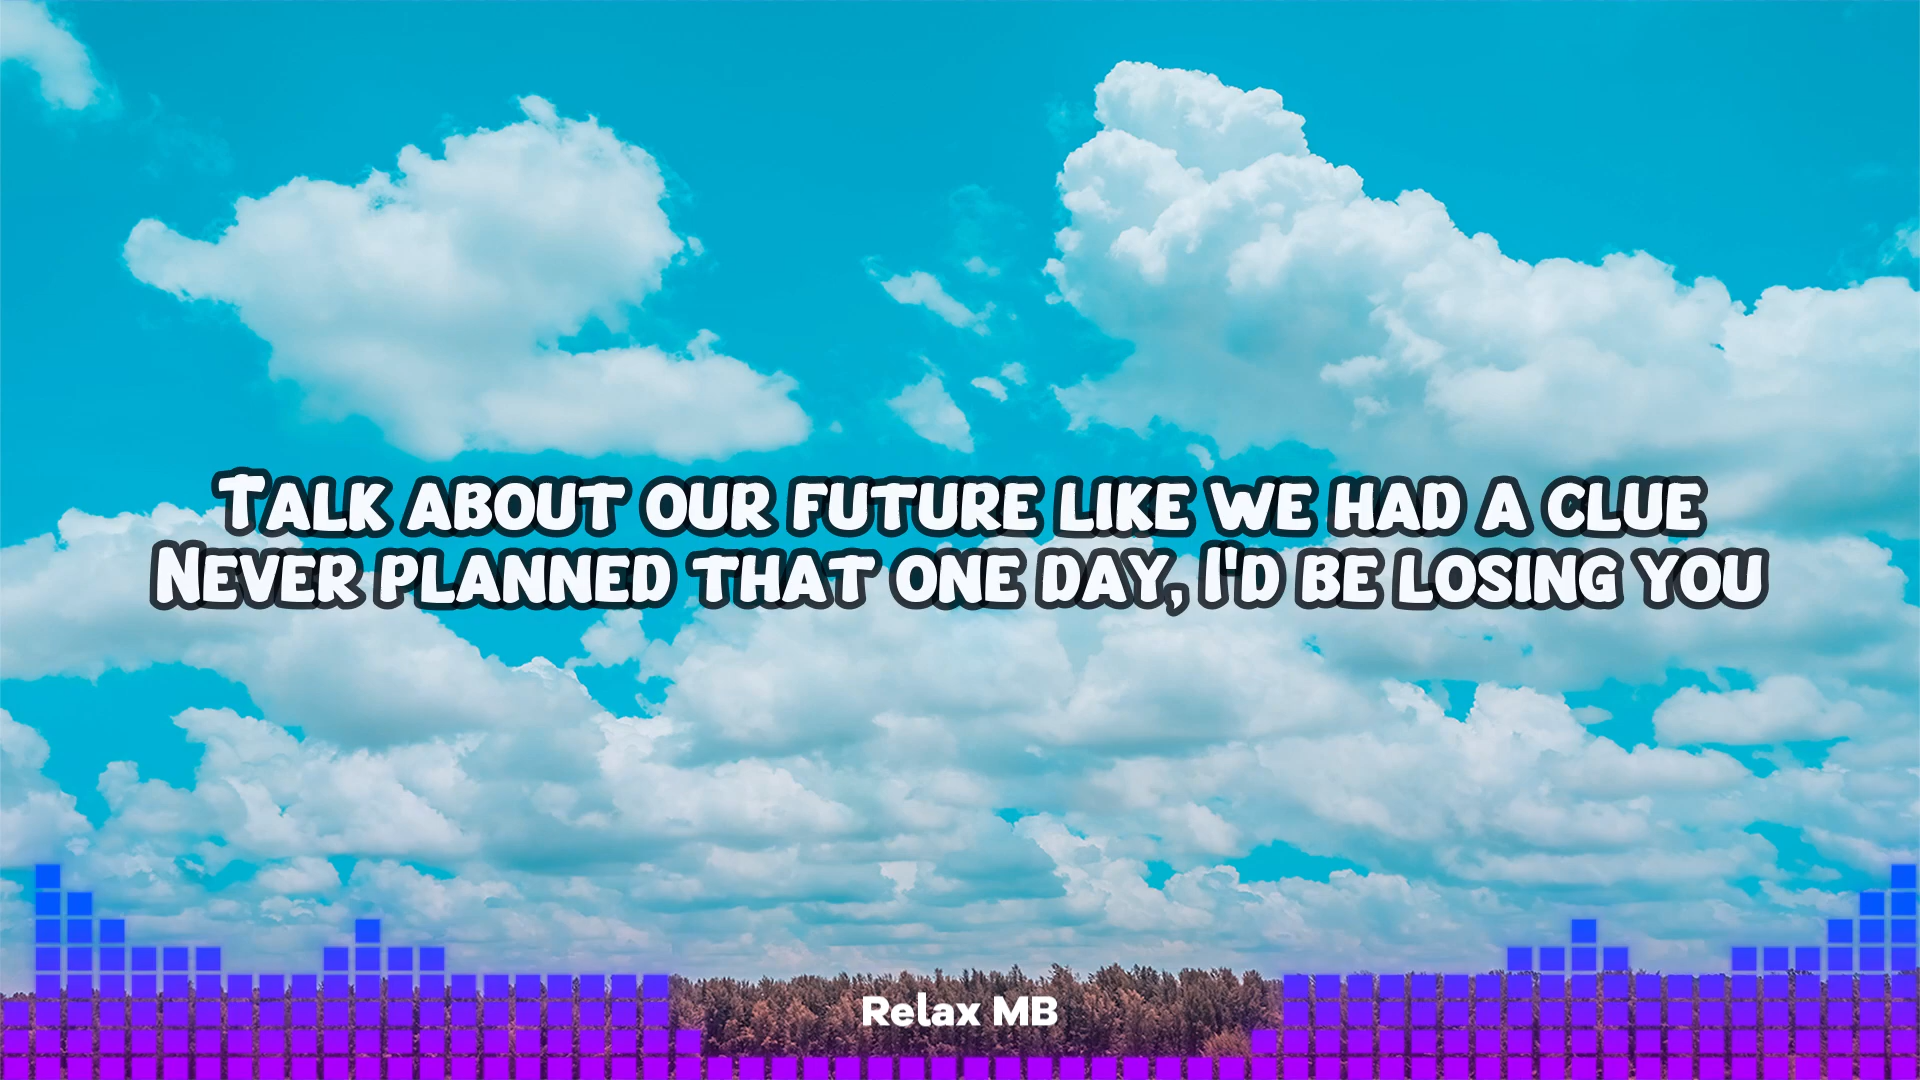 Talk about our future like we had a clue
Never planned that one day, I'd be losing you
Relax MB